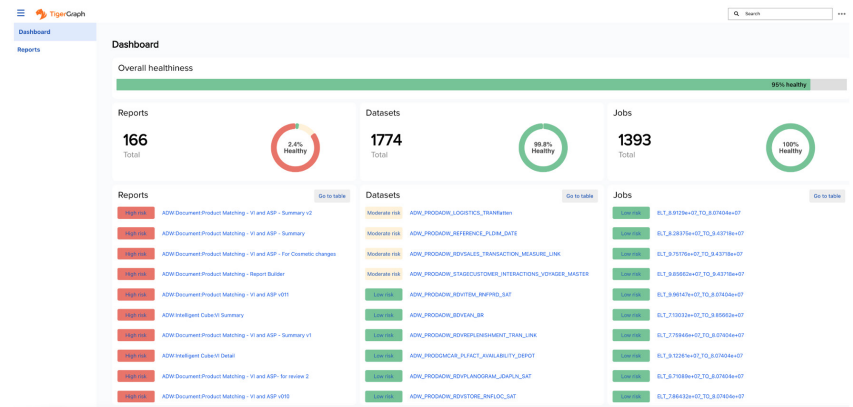 TigerGraph
Search
Dashboard
Reports
Dashboard
Overall healthiness
95% healthy
Reports
166
Total
2.4%
Healthy
Datasets
1774
Total
99.8%
Healthy
Jobs
1393
Total
100%
Healthy
Reports
Go to table
High risk ADW:Document:Product Matching - VI and ASP - Summary v2
High risk ADW:Document:Product Matching - VI and ASP - Summary
High risk ADW:Document:Product Matching - VI and ASP - For Cosmetic changes
High risk ADW:Document:Product Matching - Report Builder
High risk ADW:Document:Product Matching - VI and ASP v011
High risk ADW:Intelligent Cube:VI Summary
High risk ADW:Document:Product Matching - VI and ASP - Summary v1
High risk ADW:Intelligent Cube:VI Detail
High risk ADW:Document:Product Matching - VI and ASP- for review 2
High risk ADW:Document:Product Matching - VI and ASP v010
Datasets
Go to table
Moderate risk ADW_PRODADW_LOGISTICS_TRANflatten
Moderate risk ADW_PRODADW_REFERENCE_PLDIM_DATE
Moderate risk ADW_PRODADW_RDVSALES_TRANSACTION_MEASURE_LINK
Moderate risk ADW_PRODADW_STAGECUSTOMER_INTERACTIONS_VOYAGER_MASTER
Low risk ADW_PRODADW_RDVITEM_RNFPRD_SAT
Low risk ADW_PRODADW_BDVEAN_BR
Low risk ADW_PRODADW_RDVREPLENISHMENT_TRAN_LINK
Low risk ADW_PRODGMCAR_PLFACT_AVAILABILITY_DEPOT
Low risk ADW_PRODADW_RDVPLANOGRAM_JDAPLN_SAT
Low risk ADW_PRODADW_RDVSTORE_RNFLOC_SAT
Jobs
Go to table
Low risk ELT_8.9129e+07_TO_8.07404e+07
Low risk ELT_8.28375e+07_TO_9.43718e+07
Low risk ELT_9.75176e+07_TO_9.43718e+07
Low risk ELT_9.85662e+07_TO_9.43718e+07
Low risk ELT_9.96147e+07_TO_8.07404e+07
Low risk ELT_7.13032e+07_TO_9.85662e+07
Low risk ELT_7.75946e+07_TO_8.07404e+07
Low risk ELT_9.12261e+07_TO_8.07404e+07
Low risk ELT_6.71089e+07_TO_8.07404e+07
Low risk ELT_7.86432e+07_TO_8.07404e+07